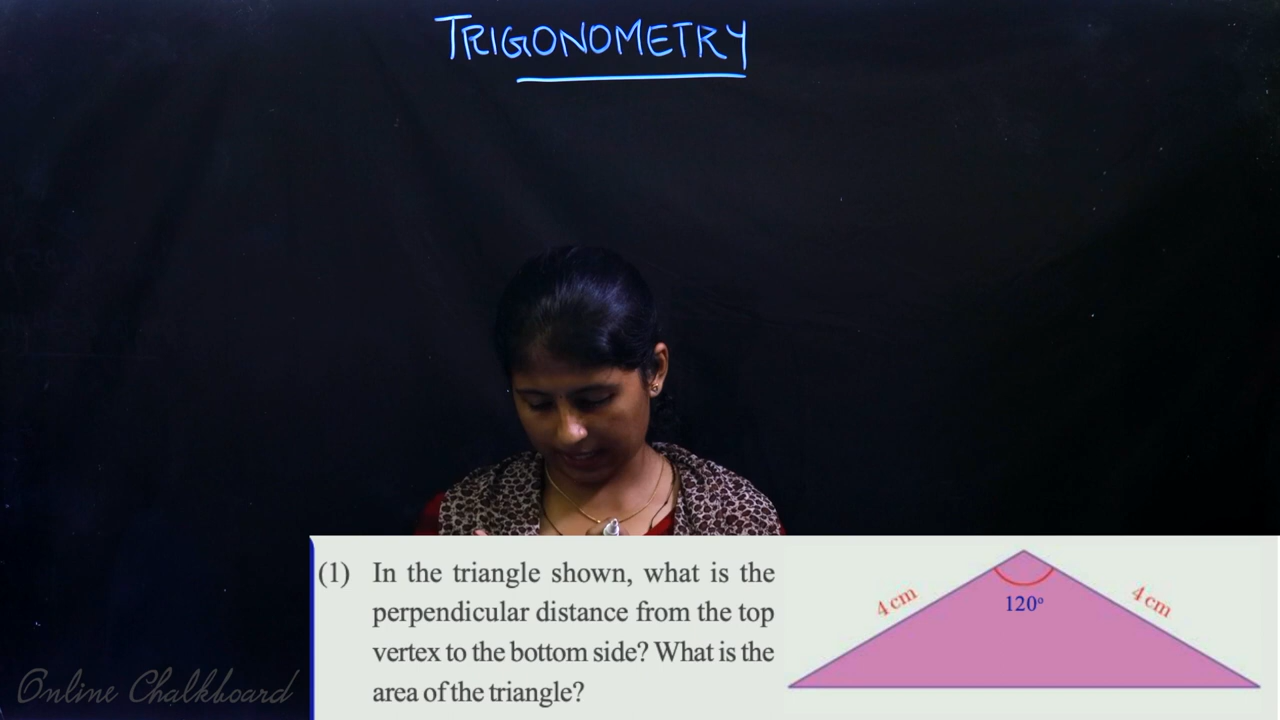 TRIGONOMETRY
(1) In the triangle shown, what is the
perpendicular distance from the top
vertex to the bottom side? What is the
area of the triangle?
4 cm
120°
4 cm
Online Chalkboard